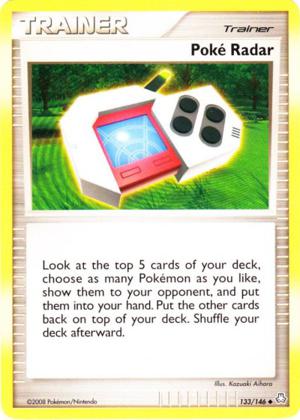 TRAINER
Trainer
Poké Radar
Look at the top 5 cards of your deck,
choose as many Pokémon as you like,
show them to your opponent, and put
them into your hand. Put the other cards
back on top of your deck. Shuffle your
deck afterward.
Illus. Kazuaki Aihara
©2008 Pokémon/Nintendo
133/146